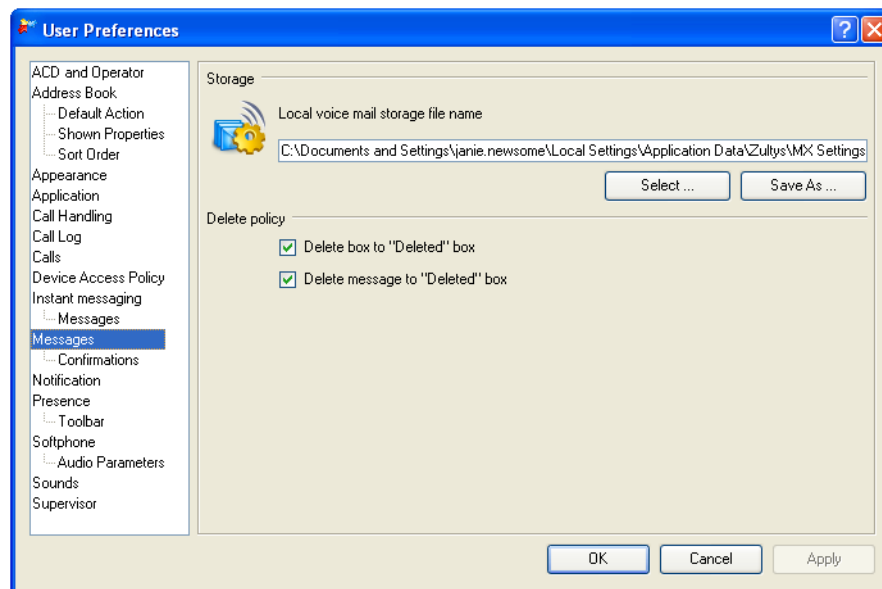 User Preferences
ACD and Operator
Address Book
Default Action
Shown Properties
Sort Order
Appearance
Application
Call Handling
Call Log
Calls
Device Access Policy
Instant messaging
Messages
Messages
Confirmations
Notification
Presence
Toolbar
Softphone
Audio Parameters
Sounds
Supervisor
Storage
Local voice mail storage file name
C:\Documents and Settings\janie.newsome\Local Settings\Application Data\Zultys\MX Settings
Select ... Save As ...
Delete policy
Delete box to "Deleted" box
Delete message to "Deleted" box
OK Cancel Apply